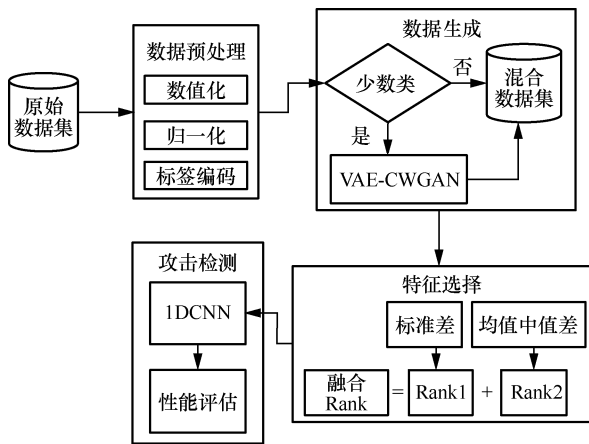 原始
数据集
数据预处理
数值化
归一化
标签编码
数据生成
少数类
否
是
混合
数据集
VAE-CWGAN
特征选择
标准差
均值中值差
融合
Rank
=
Rank1
+
Rank2
攻击检测
1DCNN
性能评估